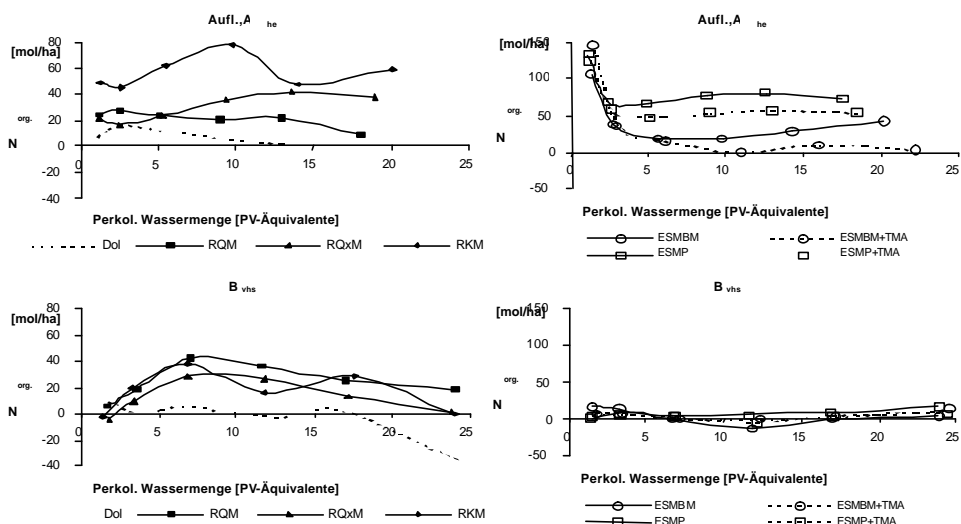 Aufl.,A he
[mol/ha]
org.
N
80
60
40
20
0
-20
-40
0 5 10 15 20 25
Perkol. Wassermenge [PV-Äquivalente]
Dol RQM RQxM RKM
Aufl.,A he
[mol/ha]
org.
N
150
100
50
0
-50
0 5 10 15 20 25
Perkol. Wassermenge [PV-Äquivalente]
ESMBM ESMBM+TMA
ESMP ESMP+TMA
B vhs
[mol/ha]
org.
N
80
60
40
20
0
-20
-40
0 5 10 15 20 25
Perkol. Wassermenge [PV-Äquivalente]
Dol RQM RQxM RKM
B vhs
[mol/ha]
org.
N
150
100
50
0
-50
0 5 10 15 20 25
Perkol. Wassermenge [PV-Äquivalente]
ESMBM ESMBM+TMA
ESMP ESMP+TMA